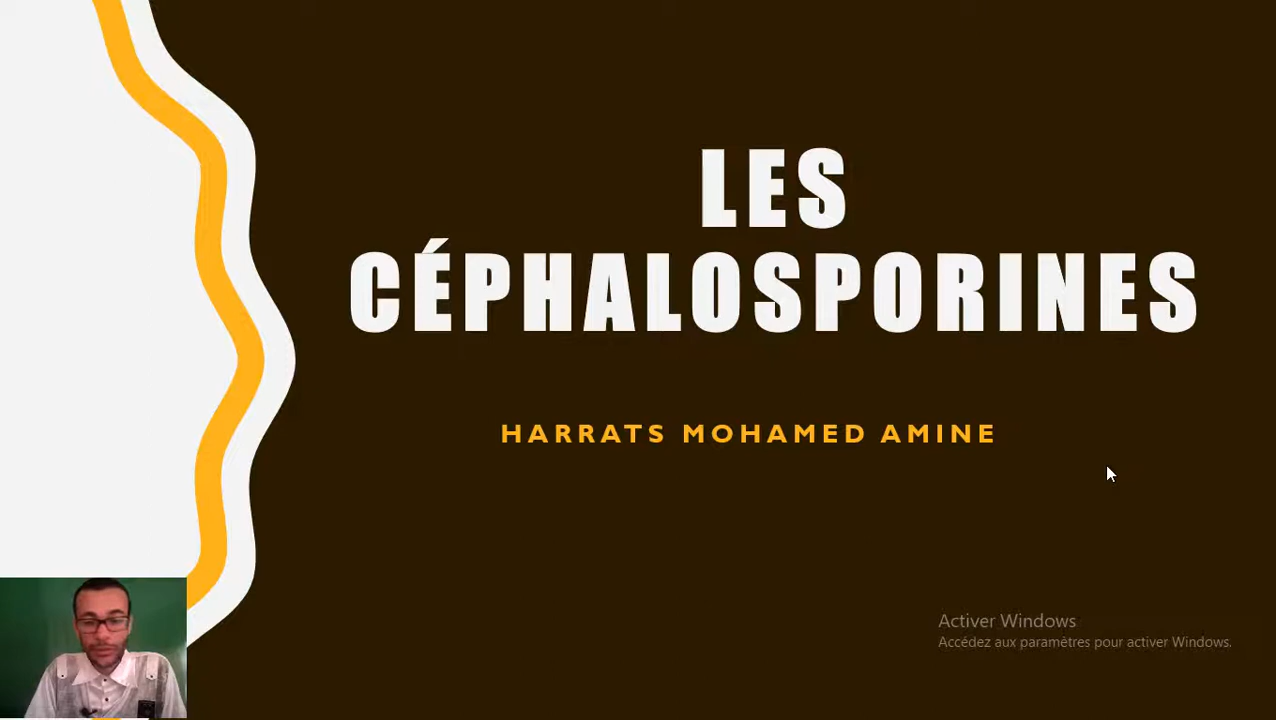 LES
CÉPHALOSPORINES
HARRATS MOHAMED AMINE
Activer Windows
Accédez aux paramètres pour activer Windows.